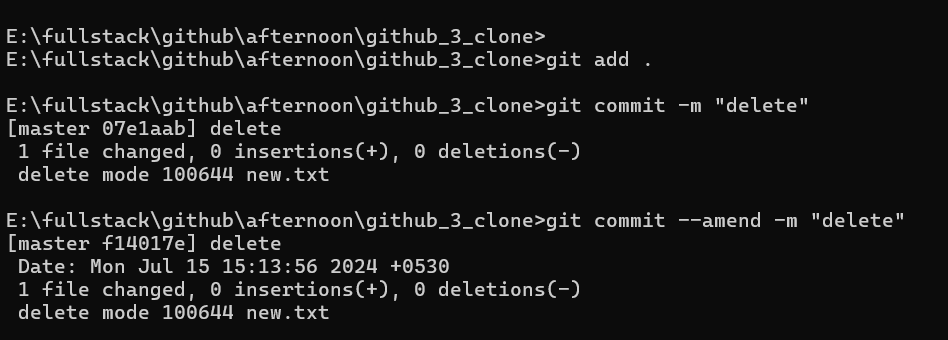 E:\fullstack\github\afternoon\github_3_clone>
E:\fullstack\github\afternoon\github_3_clone>git add .
E:\fullstack\github\afternoon\github_3_clone>git commit -m "delete"
[master 07e1aab] delete
 1 file changed, 0 insertions(+), 0 deletions(-)
 delete mode 100644 new.txt
E:\fullstack\github\afternoon\github_3_clone>git commit --amend -m "delete"
[master f14017e] delete
 Date: Mon Jul 15 15:13:56 2024 +0530
 1 file changed, 0 insertions(+), 0 deletions(-)
 delete mode 100644 new.txt